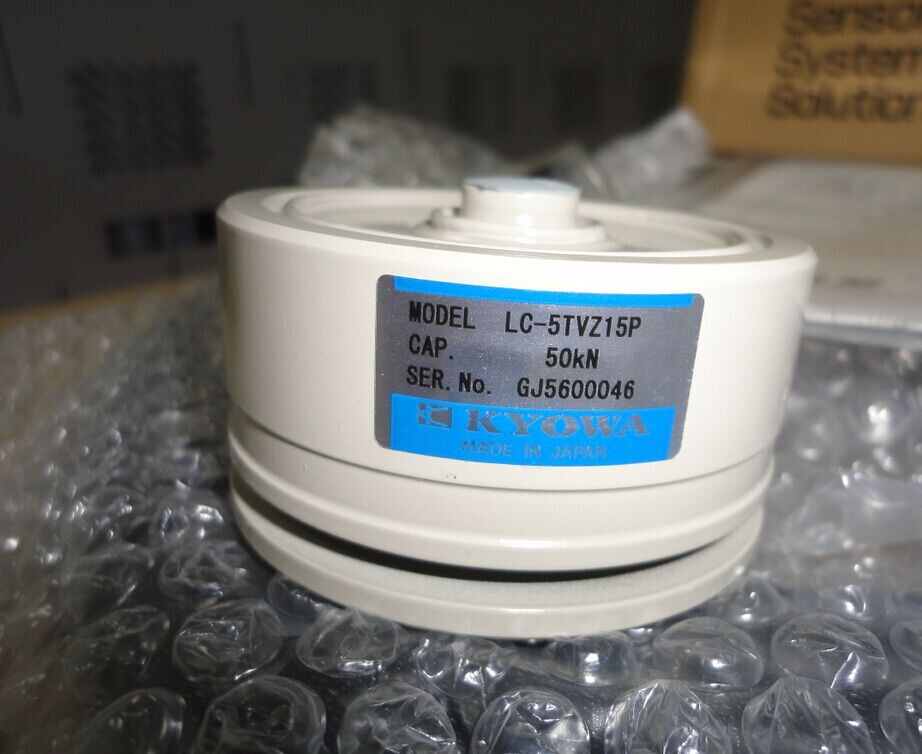 Sensor
System
Solution
MODEL LC-5TVZ15P
CAP. 50kN
SER. No. GJ5600046
KYOWA
MADE IN JAPAN